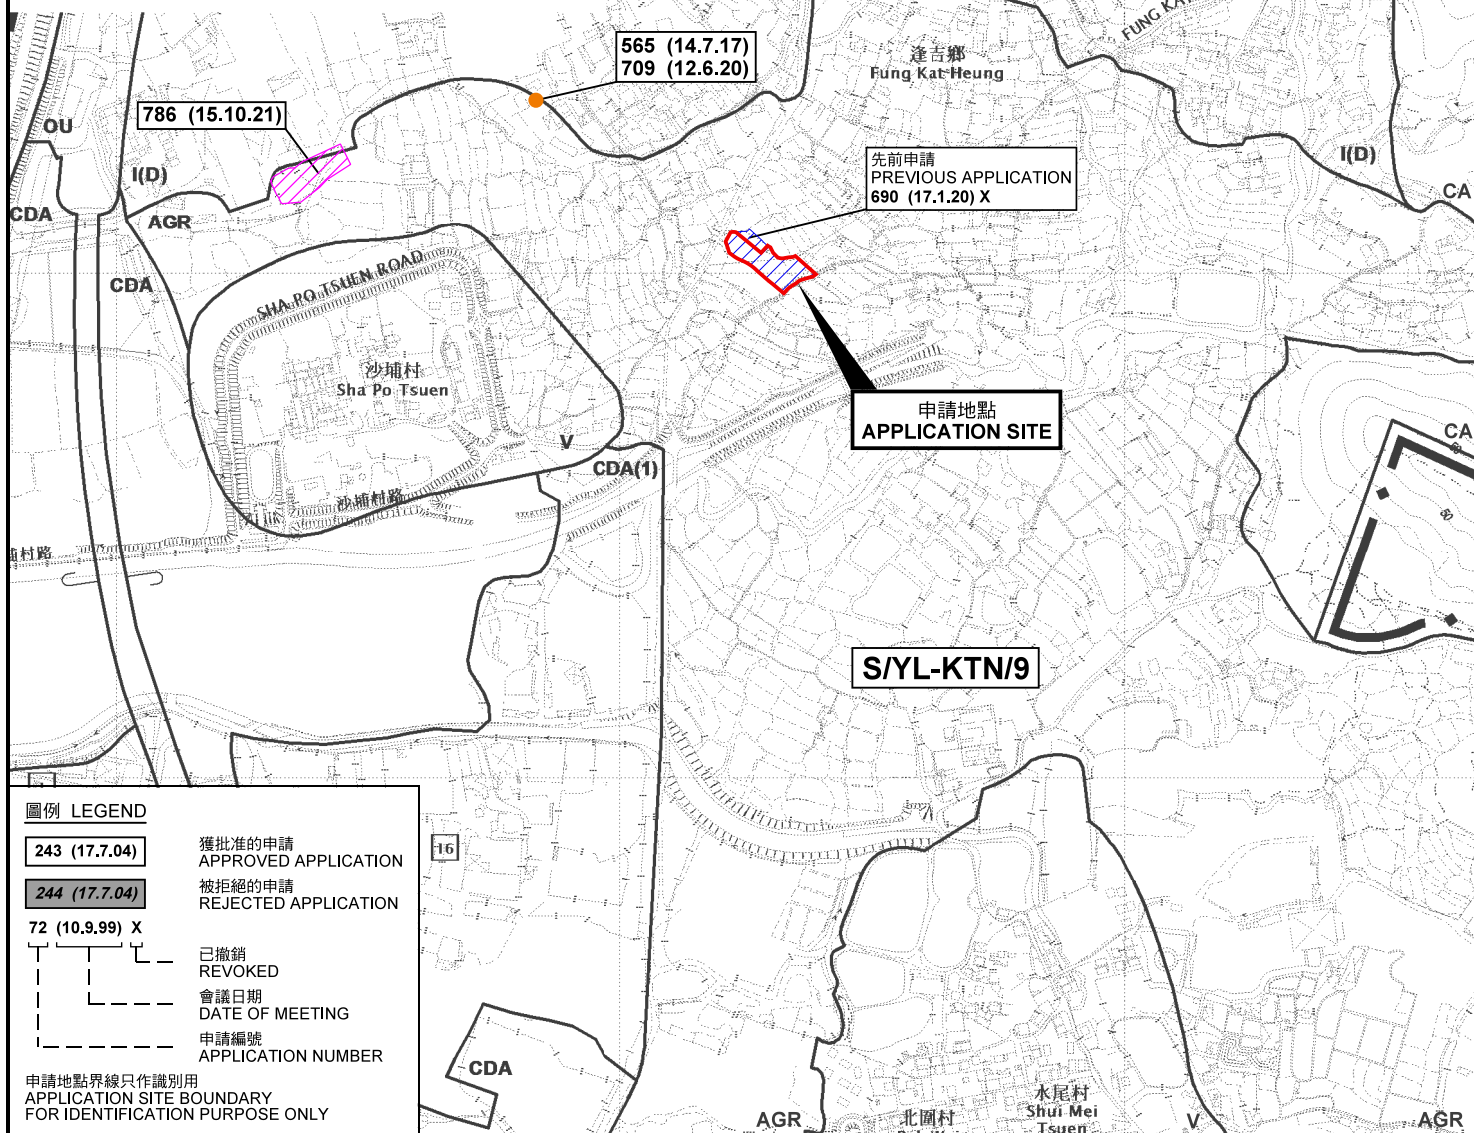 FUNG KA
565 (14.7.17)
709 (12.6.20)
逢吉鄉
Fung Kat Heung
786 (15.10.21)
OU
I(D)
I(D)
先前申請
PREVIOUS APPLICATION
690 (17.1.20) X
CDA
AGR
CA
CDA
SHA PO TSUEN ROAD
沙埔村
Sha Po Tsuen
申請地點
APPLICATION SITE
V
CA
CDA(1)
沙埔村路
50
埔村路
S/YL-KTN/9
圖例 LEGEND
243 (17.7.04)
獲批准的申請
APPROVED APPLICATION
16
244 (17.7.04)
被拒絕的申請
REJECTED APPLICATION
72 (10.9.99) X
已撤銷
REVOKED
會議日期
DATE OF MEETING
申請編號
APPLICATION NUMBER
申請地點界線只作識別用
APPLICATION SITE BOUNDARY
FOR IDENTIFICATION PURPOSE ONLY
CDA
AGR
北圍村
水尾村
Shui Mei
Tsuen
V
AGR